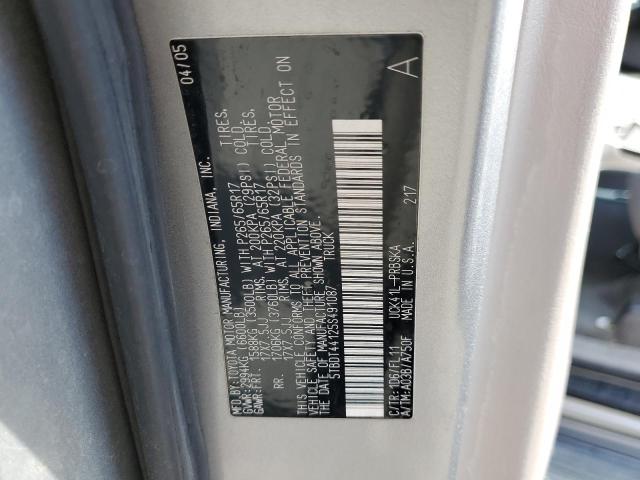 MFD.BY:TOYOTA MOTOR MANUFACTURING, INDIANA, INC. 04/05
GVWR:2994KG (6600LB)
GAWR:FRT. 1588KG (3500LB) WITH P265/65R17 TIRES,
17X7.5JJ RIMS, AT 200KPA (29PSI) COLD.
RR. 1706KG (3760LB) WITH P265/65R17 TIRES,
17X7.5JJ RIMS, AT 220KPA (32PSI) COLD.
THIS VEHICLE CONFORMS TO ALL APPLICABLE FEDERAL MOTOR
VEHICLE SAFETY AND THEFT PREVENTION STANDARDS IN EFFECT ON
THE DATE OF MANUFACTURE SHOWN ABOVE.
5TBDT44125S491087 TRUCK
217 A
C/TR:1D6/FL11 UCK41L-PRBSKA
A/TM:A03B/A750F MADE IN U.S.A.